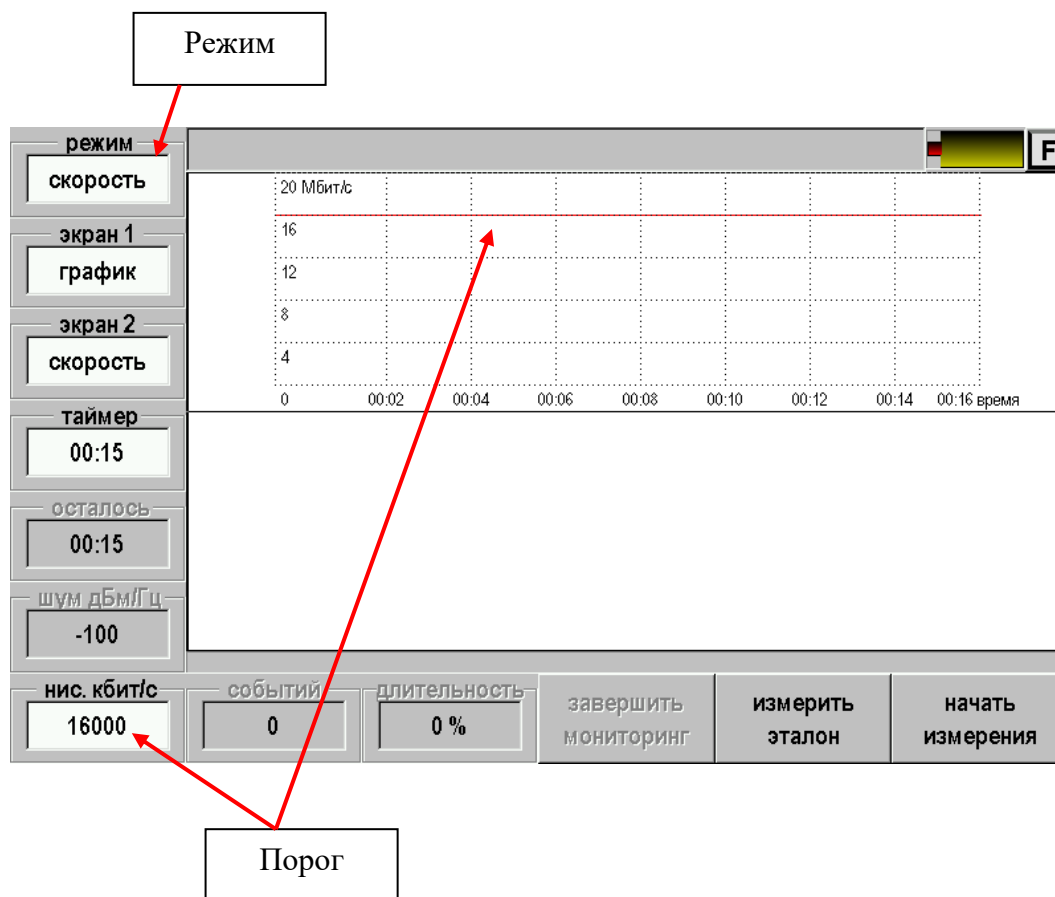 Режим
режим
скорость
F
экран 1
график
экран 2
скорость
таймер
00:15
осталось
00:15
шум дБм/Гц
-100
20 Мбит/с
16
12
8
4
0 00:02 00:04 00:06 00:08 00:10 00:12 00:14 00:16 время
нис. кбит/с
16000
событий
0
длительность
0 %
завершить
мониторинг
измерить
эталон
начать
измерения
Порог